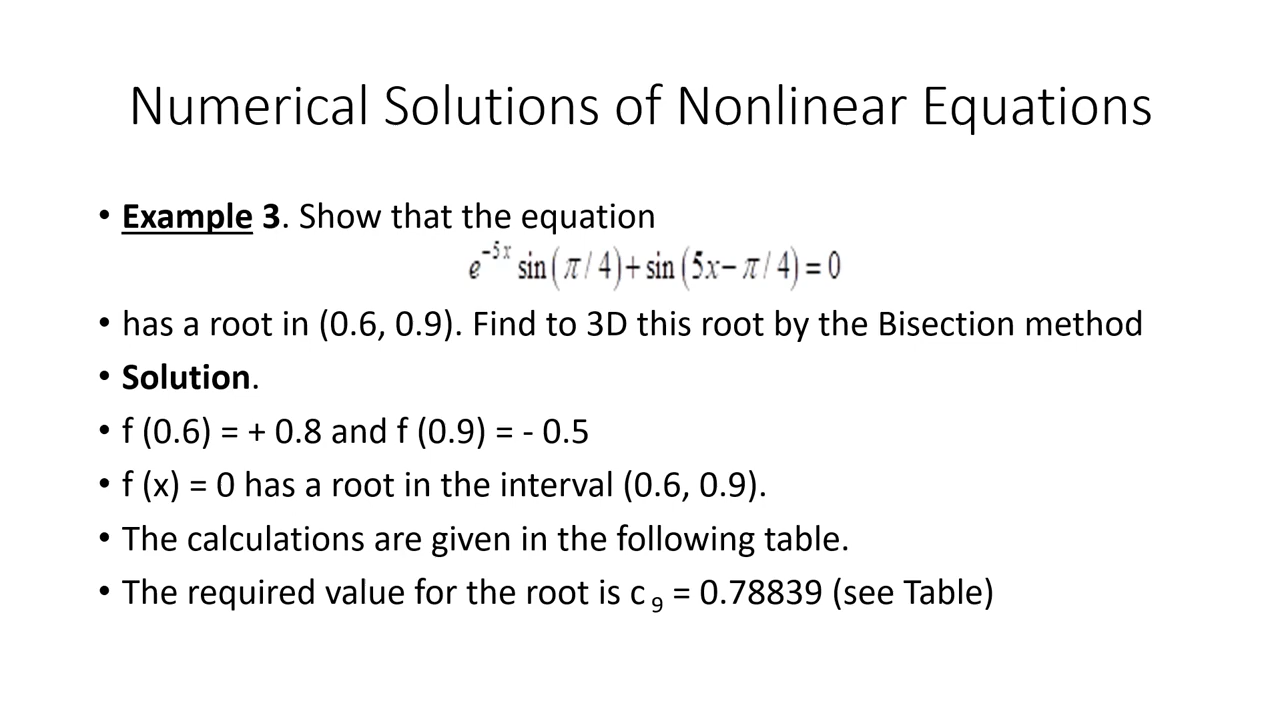 Numerical Solutions of Nonlinear Equations
• Example 3. Show that the equation
e^{-5x} sin(π/4)+sin(5x−π/4)=0
• has a root in (0.6, 0.9). Find to 3D this root by the Bisection method
• Solution.
• f (0.6) = + 0.8 and f (0.9) = - 0.5
• f (x) = 0 has a root in the interval (0.6, 0.9).
• The calculations are given in the following table.
• The required value for the root is c ₉ = 0.78839 (see Table)